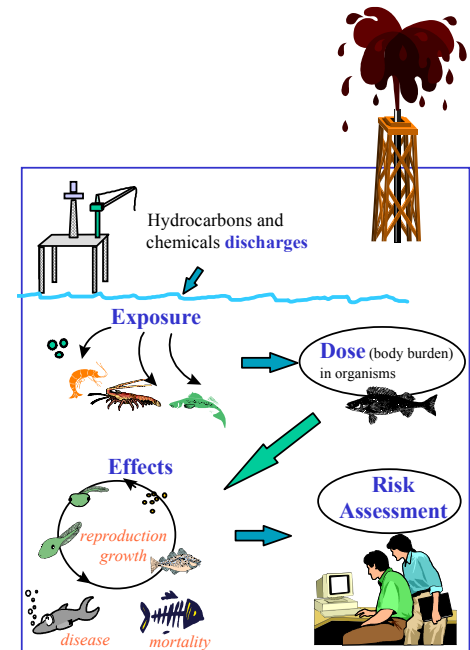 Hydrocarbons and
chemicals discharges
Exposure
Dose (body burden)
in organisms
Effects
reproduction
growth
disease
mortality
Risk
Assessment